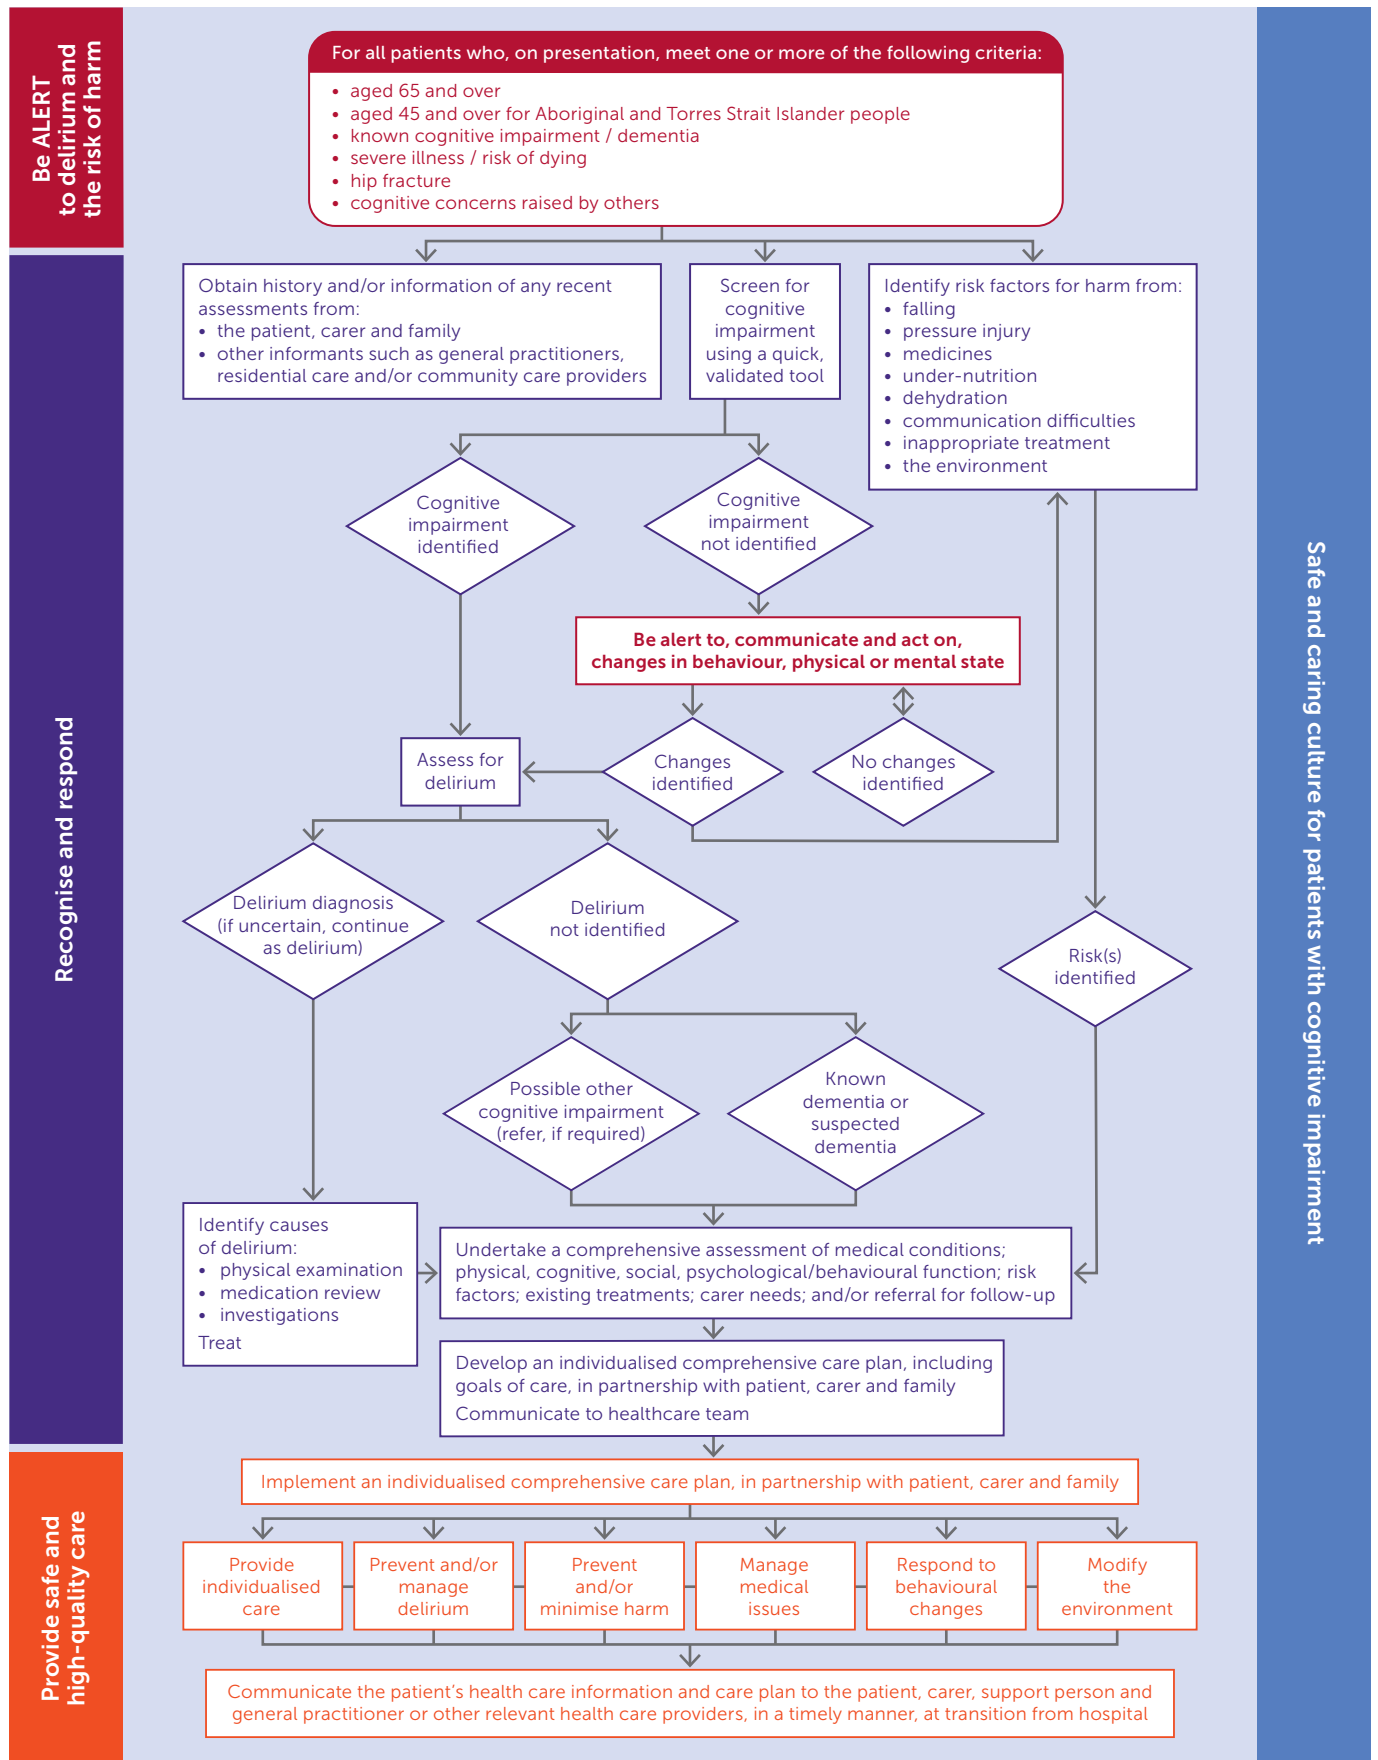 Be ALERT
to delirium and
the risk of harm
For all patients who, on presentation, meet one or more of the following criteria:
• aged 65 and over
• aged 45 and over for Aboriginal and Torres Strait Islander people
• known cognitive impairment / dementia
• severe illness / risk of dying
• hip fracture
• cognitive concerns raised by others
Recognise and respond
Obtain history and/or information of any recent
assessments from:
• the patient, carer and family
• other informants such as general practitioners,
residential care and/or community care providers
Screen for
cognitive
impairment
using a quick,
validated tool
Identify risk factors for harm from:
• falling
• pressure injury
• medicines
• under-nutrition
• dehydration
• communication difficulties
• inappropriate treatment
• the environment
Cognitive
impairment
identified
Cognitive
impairment
not identified
Be alert to, communicate and act on,
changes in behaviour, physical or mental state
Assess for
delirium
Changes
identified
No changes
identified
Delirium diagnosis
(if uncertain, continue
as delirium)
Delirium
not identified
Risk(s)
identified
Possible other
cognitive impairment
(refer, if required)
Known
dementia or
suspected
dementia
Identify causes
of delirium:
• physical examination
• medication review
• investigations
Treat
Undertake a comprehensive assessment of medical conditions;
physical, cognitive, social, psychological/behavioural function; risk
factors; existing treatments; carer needs; and/or referral for follow-up
Develop an individualised comprehensive care plan, including
goals of care, in partnership with patient, carer and family
Communicate to healthcare team
Provide safe and
high-quality care
Implement an individualised comprehensive care plan, in partnership with patient, carer and family
Provide
individualised
care
Prevent and/or
manage
delirium
Prevent
and/or
minimise harm
Manage
medical
issues
Respond to
behavioural
changes
Modify
the
environment
Communicate the patient's health care information and care plan to the patient, carer, support person and
general practitioner or other relevant health care providers, in a timely manner, at transition from hospital
Safe and caring culture for patients with cognitive impairment